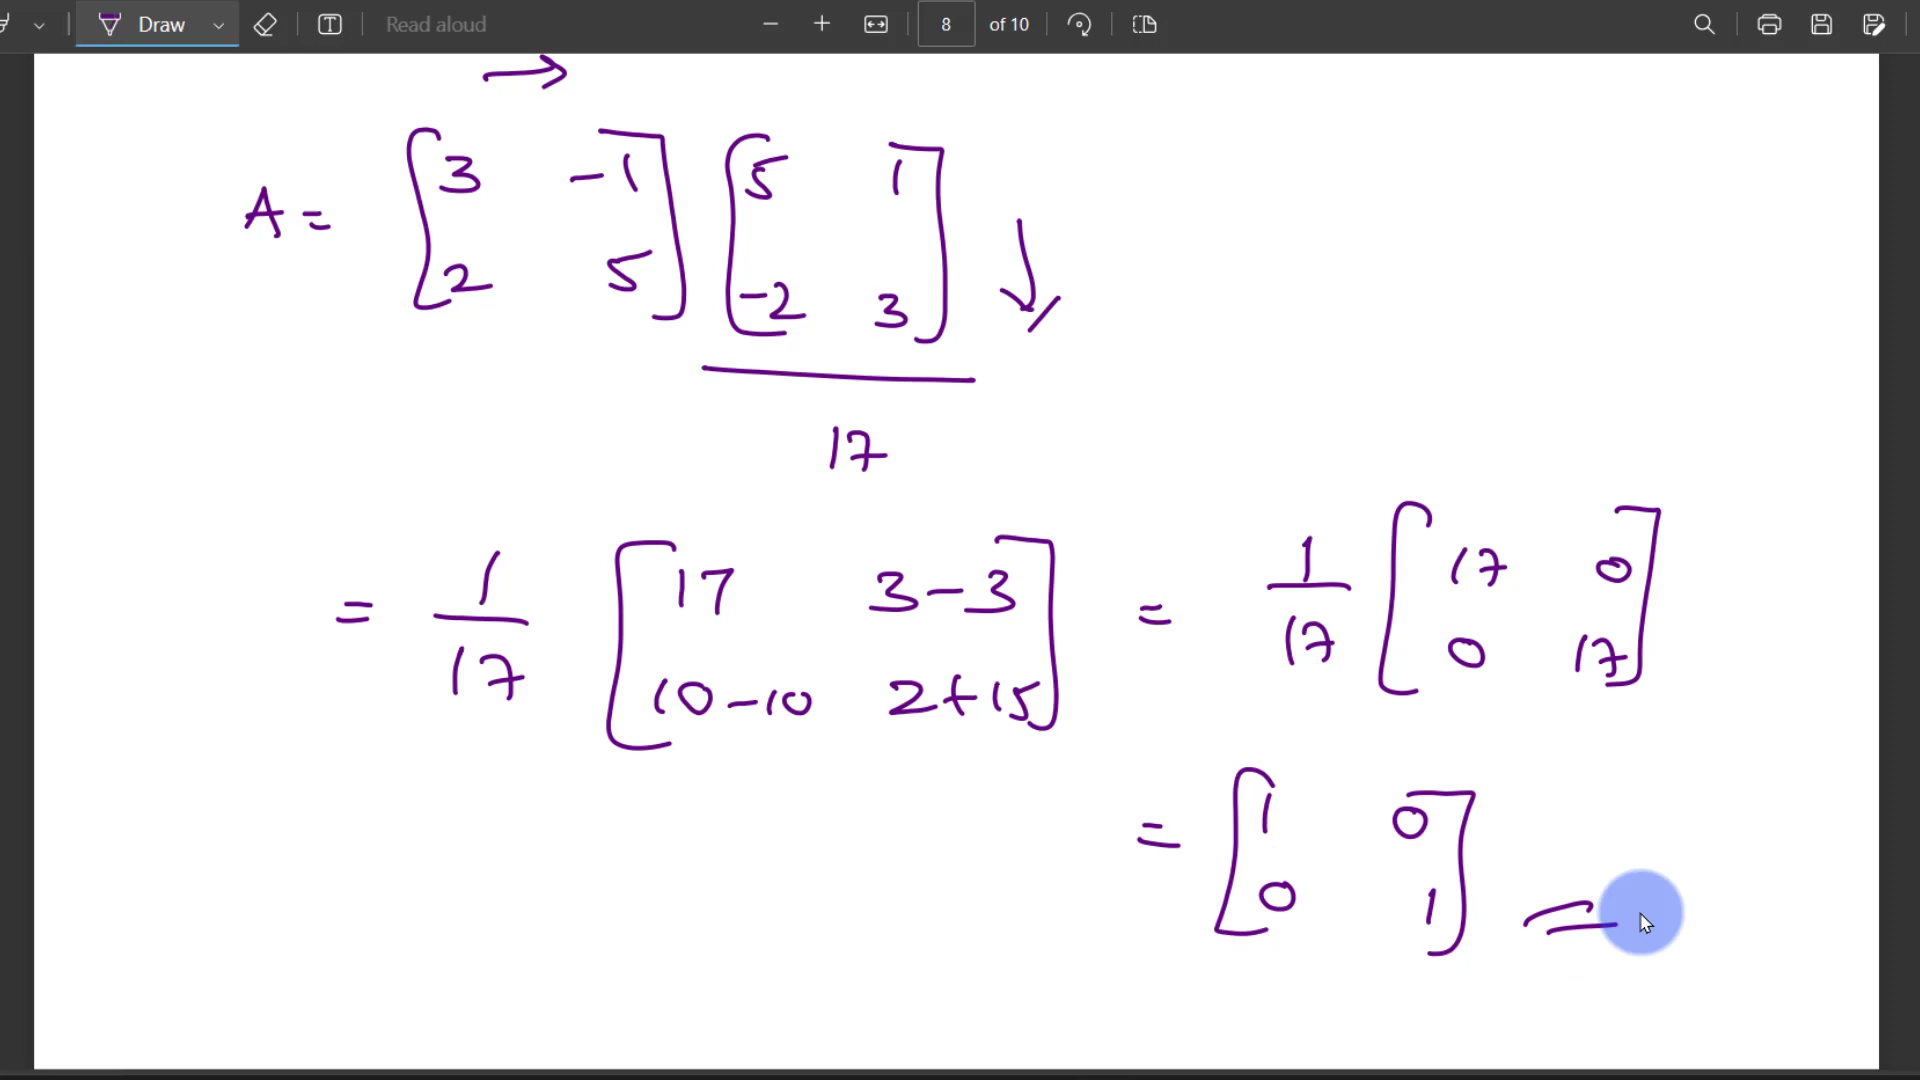 Draw Read aloud 8 of 10
A = [3 -1 [5 1
2 5] -2 3]
17
= 1/17 [17 3-3 = 1/17 [17 0
10-10 2+15] 0 17]
= [1 0
0 1]